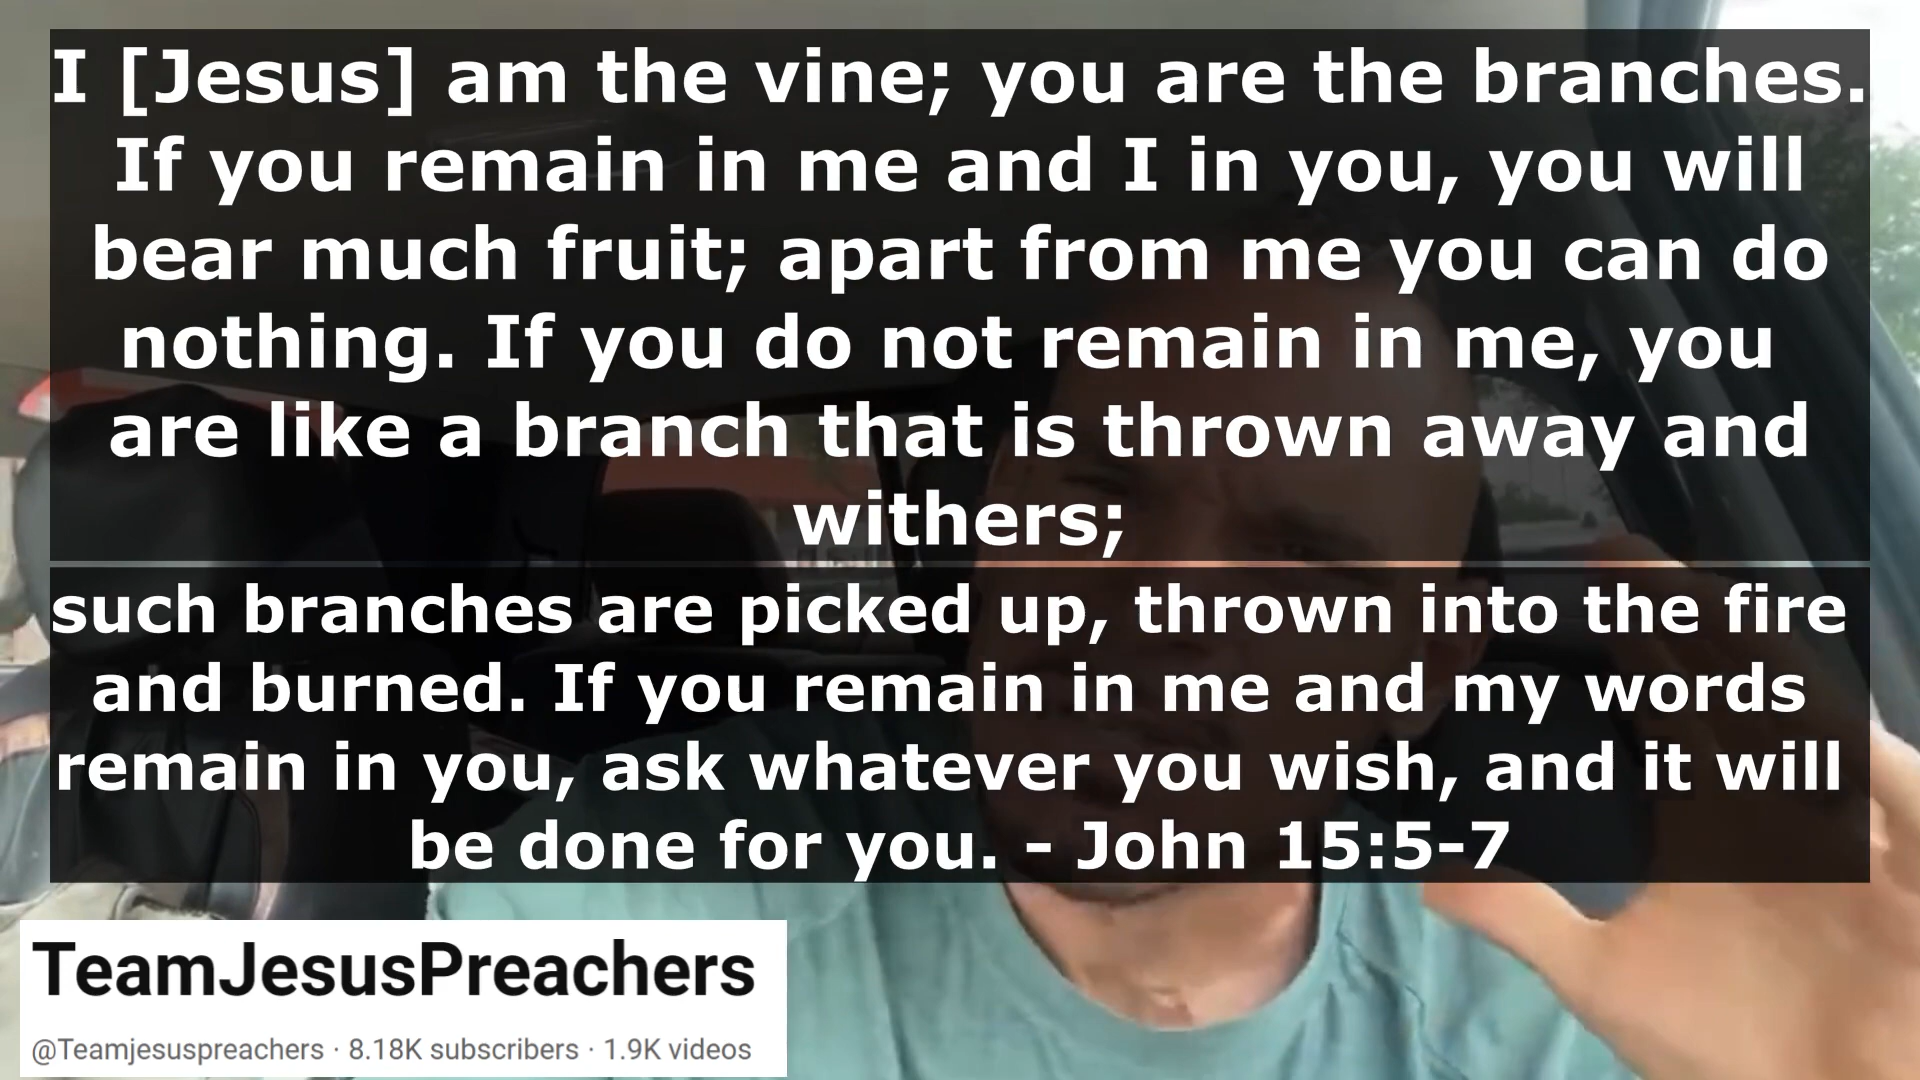 I [Jesus] am the vine; you are the branches.
If you remain in me and I in you, you will
bear much fruit; apart from me you can do
nothing. If you do not remain in me, you
are like a branch that is thrown away and
withers;
such branches are picked up, thrown into the fire
and burned. If you remain in me and my words
remain in you, ask whatever you wish, and it will
be done for you. - John 15:5-7
TeamJesusPreachers
@Teamjesuspreachers · 8.18K subscribers · 1.9K videos